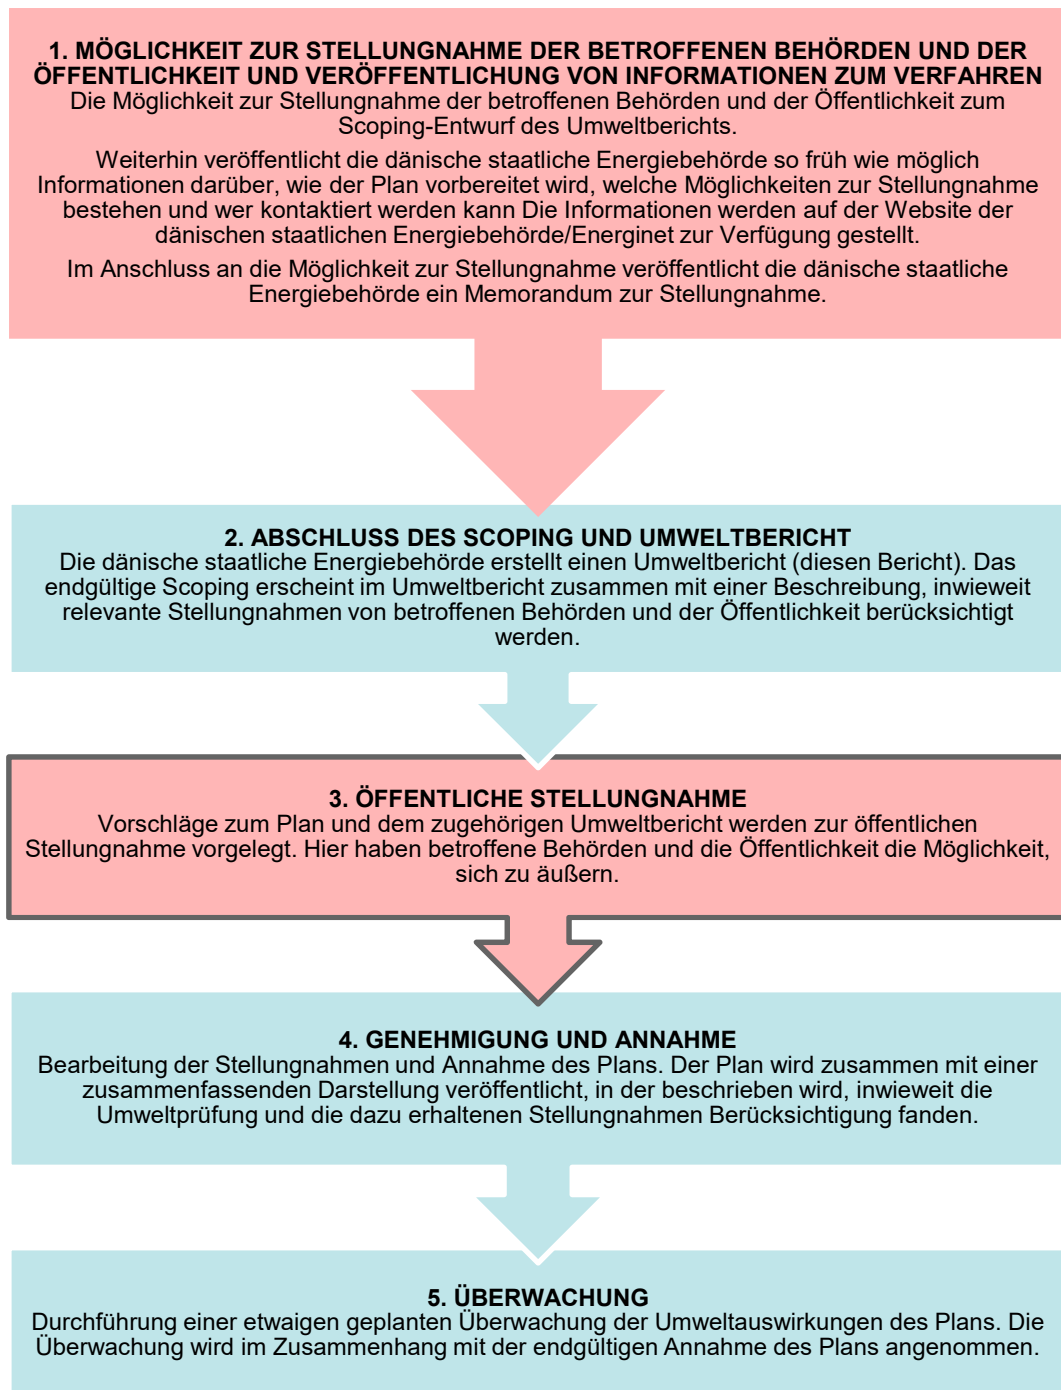 1. MÖGLICHKEIT ZUR STELLUNGNAHME DER BETROFFENEN BEHÖRDEN UND DER
ÖFFENTLICHKEIT UND VERÖFFENTLICHUNG VON INFORMATIONEN ZUM VERFAHREN
Die Möglichkeit zur Stellungnahme der betroffenen Behörden und der Öffentlichkeit zum
Scoping-Entwurf des Umweltberichts.
Weiterhin veröffentlicht die dänische staatliche Energiebehörde so früh wie möglich
Informationen darüber, wie der Plan vorbereitet wird, welche Möglichkeiten zur Stellungnahme
bestehen und wer kontaktiert werden kann Die Informationen werden auf der Website der
dänischen staatlichen Energiebehörde/Energinet zur Verfügung gestellt.
Im Anschluss an die Möglichkeit zur Stellungnahme veröffentlicht die dänische staatliche
Energiebehörde ein Memorandum zur Stellungnahme.
2. ABSCHLUSS DES SCOPING UND UMWELTBERICHT
Die dänische staatliche Energiebehörde erstellt einen Umweltbericht (diesen Bericht). Das
endgültige Scoping erscheint im Umweltbericht zusammen mit einer Beschreibung, inwieweit
relevante Stellungnahmen von betroffenen Behörden und der Öffentlichkeit berücksichtigt
werden.
3. ÖFFENTLICHE STELLUNGNAHME
Vorschläge zum Plan und dem zugehörigen Umweltbericht werden zur öffentlichen
Stellungnahme vorgelegt. Hier haben betroffene Behörden und die Öffentlichkeit die Möglichkeit,
sich zu äußern.
4. GENEHMIGUNG UND ANNAHME
Bearbeitung der Stellungnahmen und Annahme des Plans. Der Plan wird zusammen mit einer
zusammenfassenden Darstellung veröffentlicht, in der beschrieben wird, inwieweit die
Umweltprüfung und die dazu erhaltenen Stellungnahmen Berücksichtigung fanden.
5. ÜBERWACHUNG
Durchführung einer etwaigen geplanten Überwachung der Umweltauswirkungen des Plans. Die
Überwachung wird im Zusammenhang mit der endgültigen Annahme des Plans angenommen.